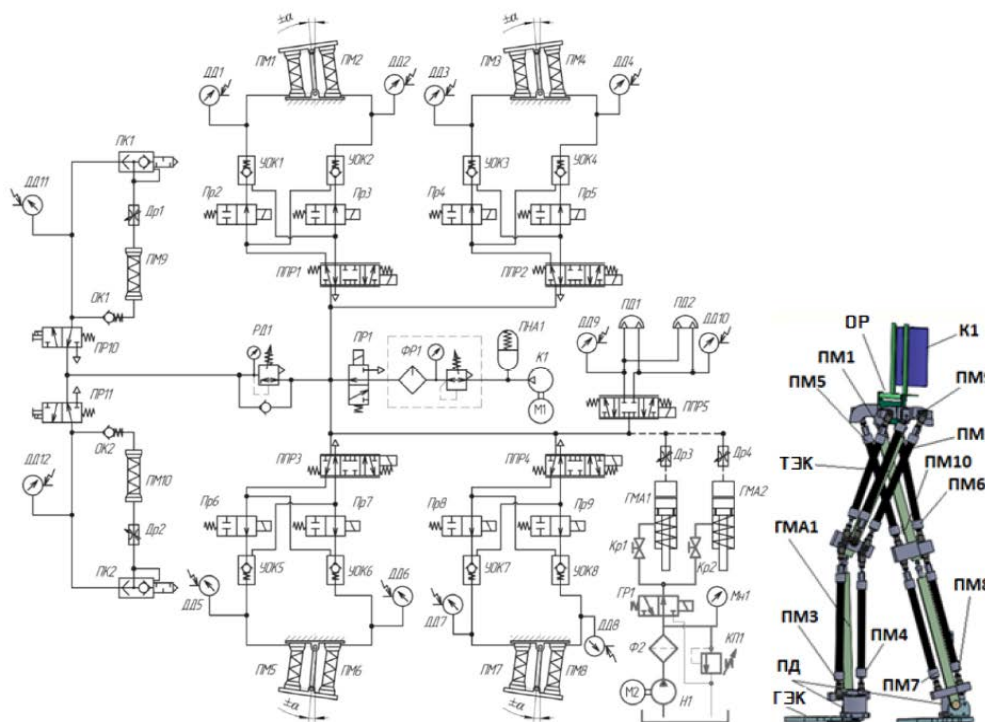 ±α
±α
ПМ1
ПМ2
ПМ3
ПМ4
ДД1
ДД2
ДД3
ДД4
ПК1
УОК1
УОК2
УОК3
УОК4
ДД11
Др1
Пр2
Пр3
Пр4
Пр5
ПМ9
ППР1
ППР2
ОК1
ПР10
РД1
ПР1
ФР1
ПНА1
К1
М1
ПД1
ПД2
ДД9
ДД10
ППР5
ПР11
ОК2
ДД12
ПМ10
Др2
ПК2
ППР3
ППР4
Др3
Др4
Пр6
Пр7
Пр8
Пр9
ГМА1
ГМА2
Кр1
Кр2
УОК5
УОК6
УОК7
УОК8
ДД5
ДД6
ДД7
ДД8
ГР1
Мн1
Ф2
КП1
М2
Н1
ПМ5
ПМ6
ПМ7
ПМ8
±α
±α
ОР
К1
ПМ1
ПМ5
ТЭК
ПМ10
ПМ6
ГМА1
ПМ3
ПМ4
ПМ8
ПМ7
ПД
ГЭК